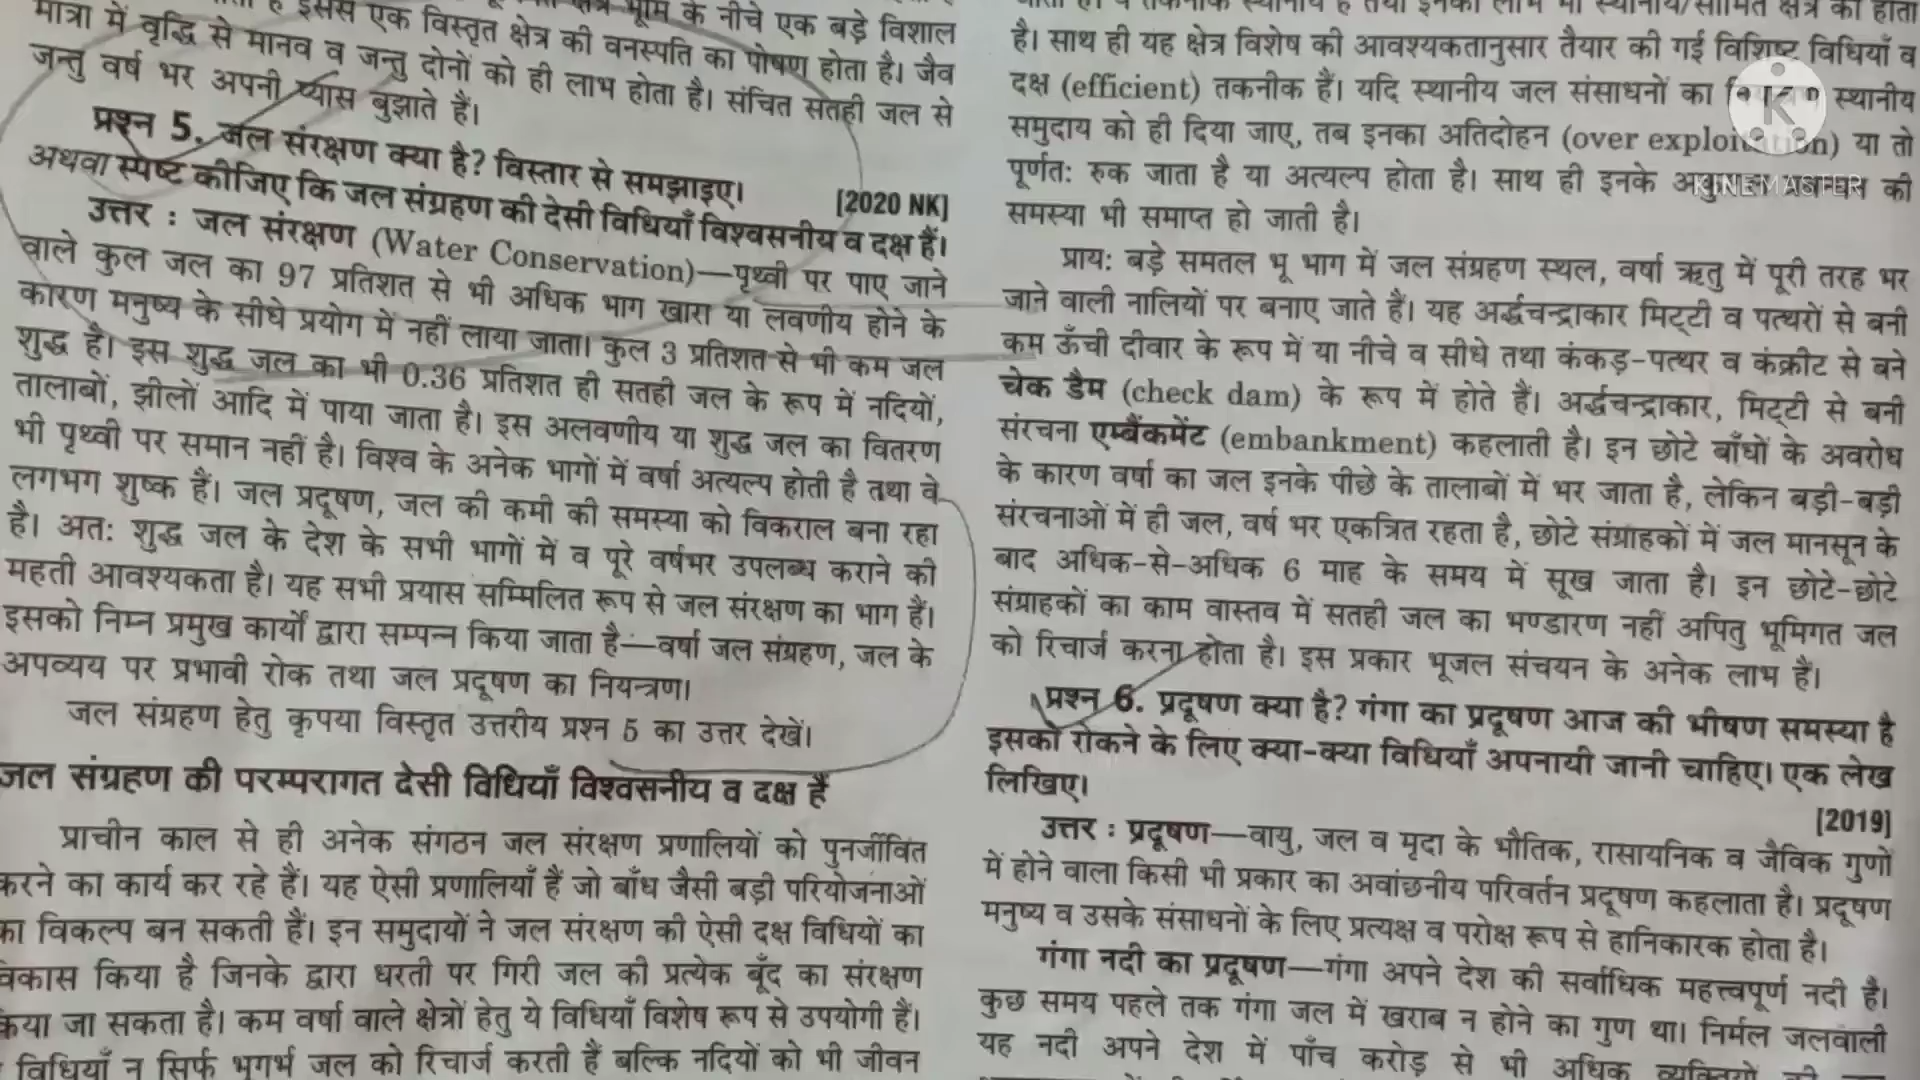 मात्रा में वृद्धि से मानव व जन्तु दोनों को ही लाभ होता है। संचित सतही जल से
जन्तु वर्ष भर अपनी प्यास बुझाते हैं।
प्रश्न 5. जल संरक्षण क्या है? विस्तार से समझाइए।
[2020 NK]
अथवा स्पष्ट कीजिए कि जल संग्रहण की देसी विधियाँ विश्वसनीय व दक्ष हैं।
उत्तर : जल संरक्षण (Water Conservation)—पृथ्वी पर पाए जाने
वाले कुल जल का 97 प्रतिशत से भी अधिक भाग खारा या लवणीय होने के
कारण मनुष्य के सीधे प्रयोग में नहीं लाया जाता। कुल 3 प्रतिशत से भी कम जल
शुद्ध है। इस शुद्ध जल का भी 0.36 प्रतिशत ही सतही जल के रूप में नदियों,
तालाबों, झीलों आदि में पाया जाता है। इस अलवणीय या शुद्ध जल का वितरण
भी पृथ्वी पर समान नहीं है। विश्व के अनेक भागों में वर्षा अत्यल्प होती है तथा वे
लगभग शुष्क हैं। जल प्रदूषण, जल की कमी की समस्या को विकराल बना रहा
है। अत: शुद्ध जल के देश के सभी भागों में व पूरे वर्षभर उपलब्ध कराने की
महती आवश्यकता है। यह सभी प्रयास सम्मिलित रूप से जल संरक्षण का भाग हैं।
इसको निम्न प्रमुख कार्यों द्वारा सम्पन्न किया जाता है—वर्षा जल संग्रहण, जल के
अपव्यय पर प्रभावी रोक तथा जल प्रदूषण का नियन्त्रण।
जल संग्रहण हेतु कृपया विस्तृत उत्तरीय प्रश्न 5 का उत्तर देखें।
जल संग्रहण की परम्परागत देसी विधियाँ विश्वसनीय व दक्ष हैं
प्राचीन काल से ही अनेक संगठन जल संरक्षण प्रणालियों को पुनर्जीवित
करने का कार्य कर रहे हैं। यह ऐसी प्रणालियाँ हैं जो बाँध जैसी बड़ी परियोजनाओं
का विकल्प बन सकती हैं। इन समुदायों ने जल संरक्षण की ऐसी दक्ष विधियों का
विकास किया है जिनके द्वारा धरती पर गिरी जल की प्रत्येक बूँद का संरक्षण
किया जा सकता है। कम वर्षा वाले क्षेत्रों हेतु ये विधियाँ विशेष रूप से उपयोगी हैं।
विधियाँ न सिर्फ भूगर्भ जल को रिचार्ज करती हैं बल्कि नदियों को भी जीवन
है। साथ ही यह क्षेत्र विशेष की आवश्यकतानुसार तैयार की गई विशिष्ट विधियाँ व
दक्ष (efficient) तकनीक हैं। यदि स्थानीय जल संसाधनों का स्थानीय
समुदाय को ही दिया जाए, तब इनका अतिदोहन (over exploitation) या तो
पूर्णत: रुक जाता है या अत्यल्प होता है। साथ ही इनके की
KINEMASTER
समस्या भी समाप्त हो जाती है।
प्राय: बड़े समतल भू भाग में जल संग्रहण स्थल, वर्षा ऋतु में पूरी तरह भर
जाने वाली नालियों पर बनाए जाते हैं। यह अर्द्धचन्द्राकार मिट्टी व पत्थरों से बनी
कम ऊँची दीवार के रूप में या नीचे व सीधे तथा कंकड़-पत्थर व कंक्रीट से बने
चेक डैम (check dam) के रूप में होते हैं। अर्द्धचन्द्राकार, मिट्टी से बनी
संरचना एम्बैंकमेंट (embankment) कहलाती है। इन छोटे बाँधों के अवरोध
के कारण वर्षा का जल इनके पीछे के तालाबों में भर जाता है, लेकिन बड़ी-बड़ी
संरचनाओं में ही जल, वर्ष भर एकत्रित रहता है, छोटे संग्राहकों में जल मानसून के
बाद अधिक-से-अधिक 6 माह के समय में सूख जाता है। इन छोटे-छोटे
संग्राहकों का काम वास्तव में सतही जल का भण्डारण नहीं अपितु भूमिगत जल
को रिचार्ज करना होता है। इस प्रकार भूजल संचयन के अनेक लाभ हैं।
प्रश्न 6. प्रदूषण क्या है? गंगा का प्रदूषण आज की भीषण समस्या है
इसको रोकने के लिए क्या-क्या विधियाँ अपनायी जानी चाहिए। एक लेख
लिखिए।
[2019]
उत्तर : प्रदूषण—वायु, जल व मृदा के भौतिक, रासायनिक व जैविक गुणों
में होने वाला किसी भी प्रकार का अवांछनीय परिवर्तन प्रदूषण कहलाता है। प्रदूषण
मनुष्य व उसके संसाधनों के लिए प्रत्यक्ष व परोक्ष रूप से हानिकारक होता है।
गंगा नदी का प्रदूषण—गंगा अपने देश की सर्वाधिक महत्त्वपूर्ण नदी है।
कुछ समय पहले तक गंगा जल में खराब न होने का गुण था। निर्मल जलवाली
यह नदी अपने देश में पाँच करोड़ से भी अधिक